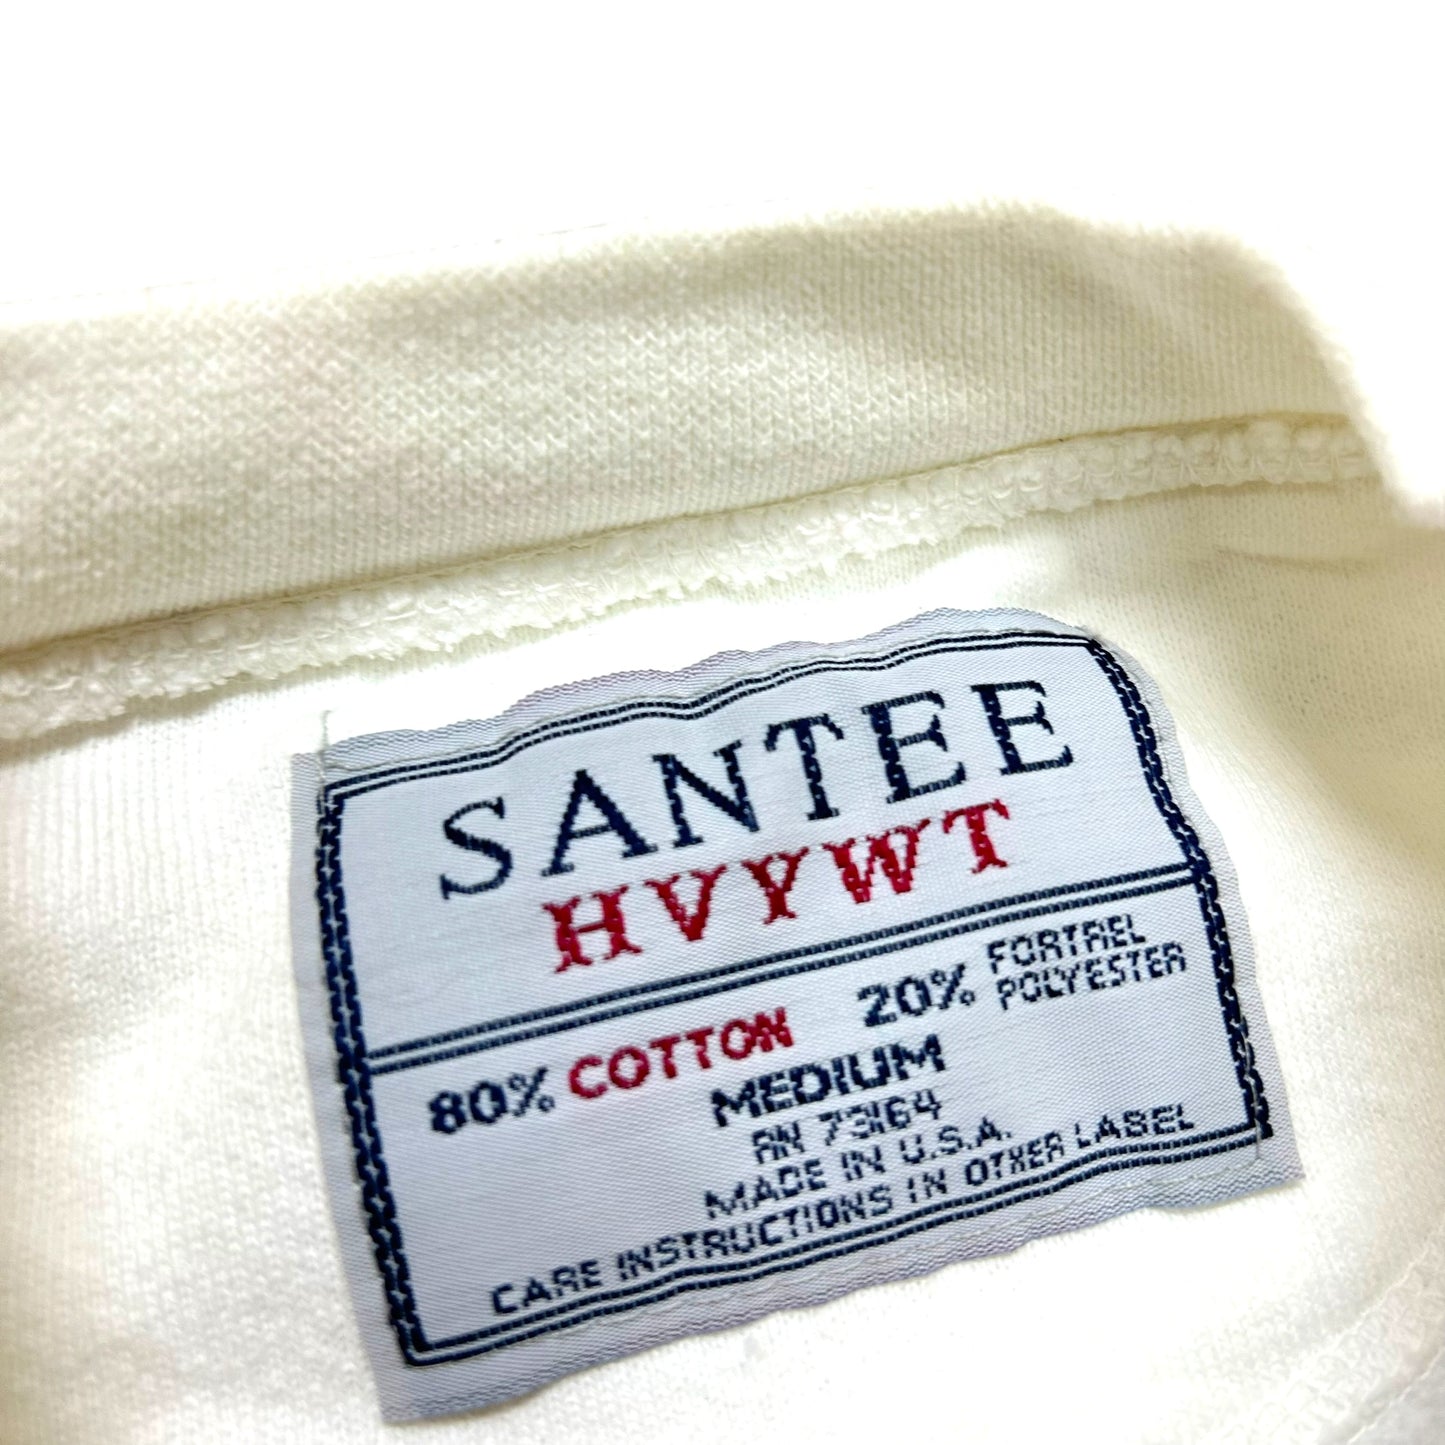 SANTEE
HVYWT
80% COTTON 20% FORTREL
POLYESTER
MEDIUM
RN 73164
MADE IN U.S.A.
CARE INSTRUCTIONS IN OTHER LABEL